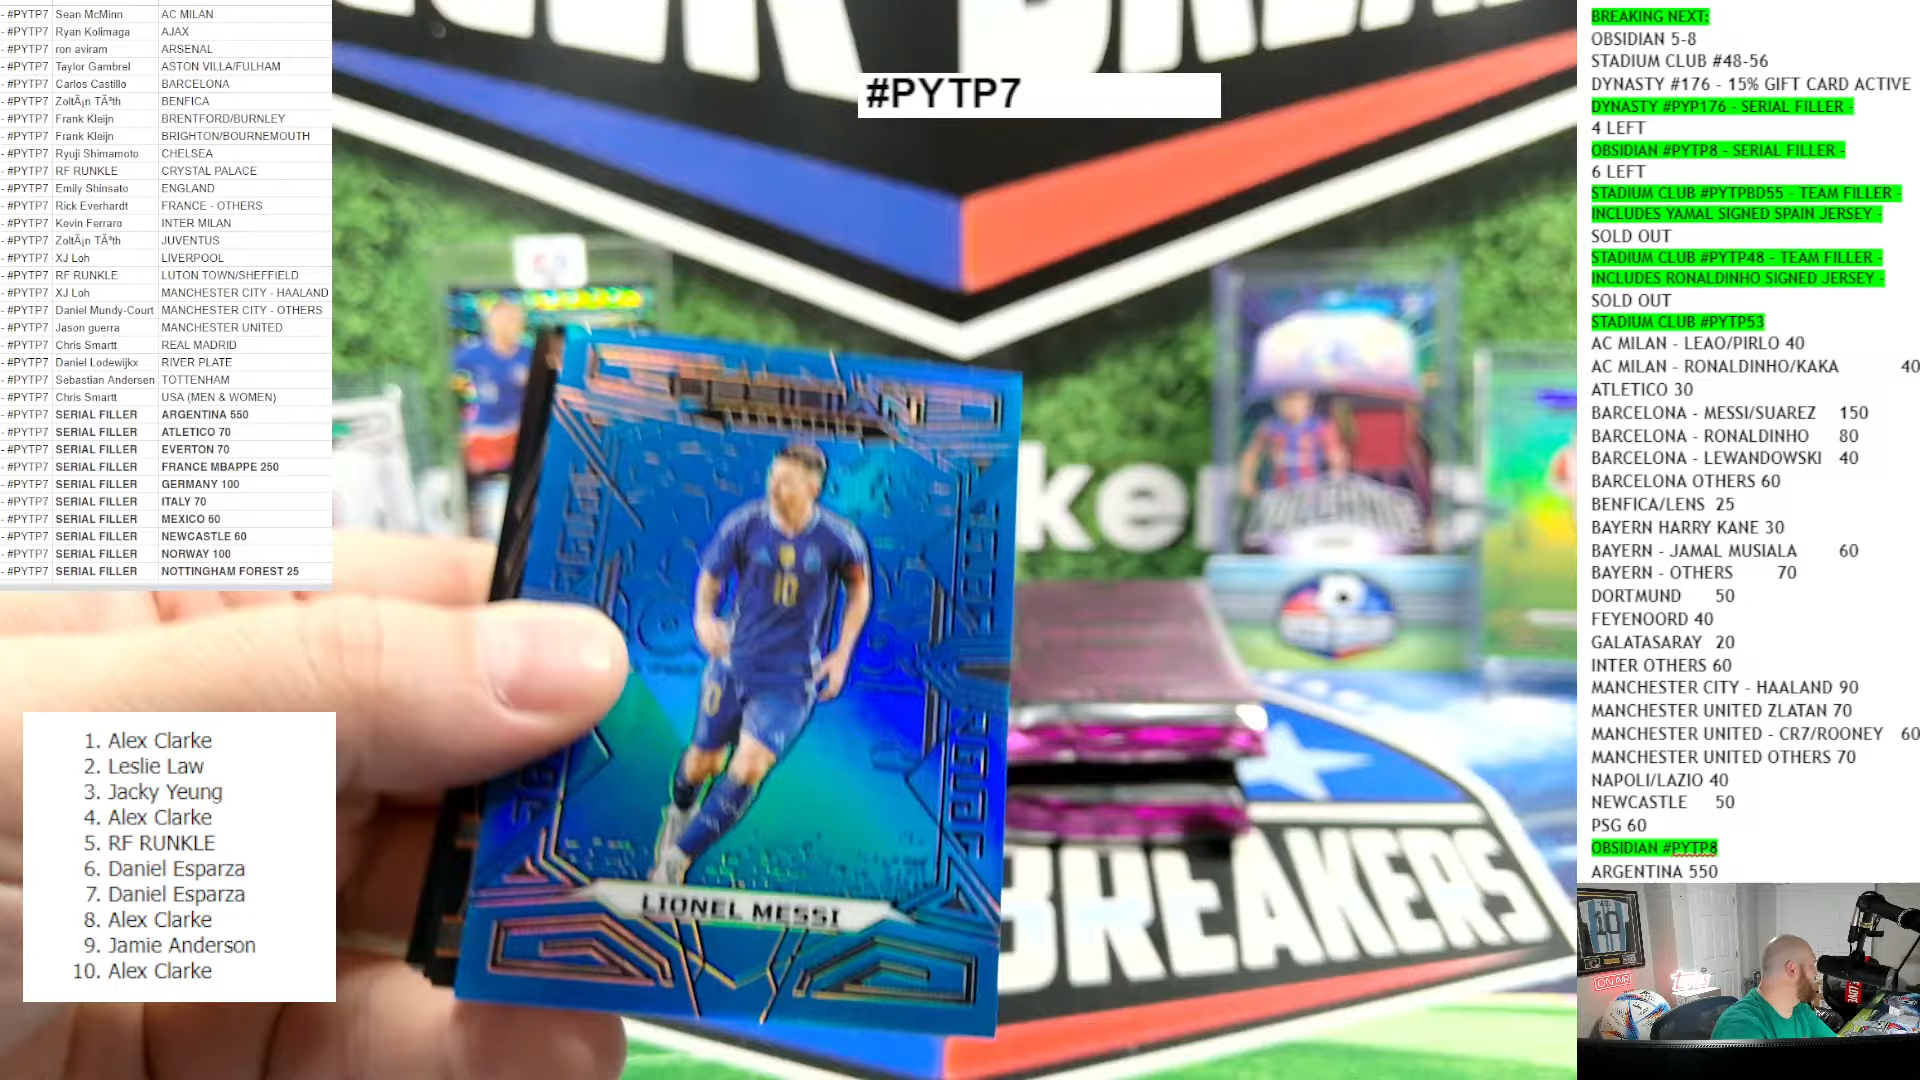 - #PYTP7 Sean McMinn AC MILAN
- #PYTP7 Ryan Kolimaga AJAX
- #PYTP7 ron aviram ARSENAL
- #PYTP7 Taylor Gambrel ASTON VILLA/FULHAM
- #PYTP7 Carlos Castillo BARCELONA
- #PYTP7 ZoltÃ¡n TÃ³th BENFICA
- #PYTP7 Frank Kleijn BRENTFORD/BURNLEY
- #PYTP7 Frank Kleijn BRIGHTON/BOURNEMOUTH
- #PYTP7 Ryuji Shimamoto CHELSEA
- #PYTP7 RF RUNKLE CRYSTAL PALACE
- #PYTP7 Emily Shinsato ENGLAND
- #PYTP7 Rick Everhardt FRANCE - OTHERS
- #PYTP7 Kevin Ferraro INTER MILAN
- #PYTP7 ZoltÃ¡n TÃ³th JUVENTUS
- #PYTP7 XJ Loh LIVERPOOL
- #PYTP7 RF RUNKLE LUTON TOWN/SHEFFIELD
- #PYTP7 XJ Loh MANCHESTER CITY - HAALAND
- #PYTP7 Daniel Mundy-Court MANCHESTER CITY - OTHERS
- #PYTP7 Jason guerra MANCHESTER UNITED
- #PYTP7 Chris Smartt REAL MADRID
- #PYTP7 Daniel Lodewijkx RIVER PLATE
- #PYTP7 Sebastian Andersen TOTTENHAM
- #PYTP7 Chris Smartt USA (MEN & WOMEN)
- #PYTP7 SERIAL FILLER ARGENTINA 550
- #PYTP7 SERIAL FILLER ATLETICO 70
- #PYTP7 SERIAL FILLER EVERTON 70
- #PYTP7 SERIAL FILLER FRANCE MBAPPE 250
- #PYTP7 SERIAL FILLER GERMANY 100
- #PYTP7 SERIAL FILLER ITALY 70
- #PYTP7 SERIAL FILLER MEXICO 60
- #PYTP7 SERIAL FILLER NEWCASTLE 60
- #PYTP7 SERIAL FILLER NORWAY 100
- #PYTP7 SERIAL FILLER NOTTINGHAM FOREST 25
1. Alex Clarke
2. Leslie Law
3. Jacky Yeung
4. Alex Clarke
5. RF RUNKLE
6. Daniel Esparza
7. Daniel Esparza
8. Alex Clarke
9. Jamie Anderson
10. Alex Clarke
#PYTP7
10
LIONEL MESSI
BREAKERS
BREAKING NEXT:
OBSIDIAN 5-8
STADIUM CLUB #48-56
DYNASTY #176 - 15% GIFT CARD ACTIVE
DYNASTY #PYP176 - SERIAL FILLER -
4 LEFT
OBSIDIAN #PYTP8 - SERIAL FILLER -
6 LEFT
STADIUM CLUB #PYTPBD55 - TEAM FILLER -
INCLUDES YAMAL SIGNED SPAIN JERSEY -
SOLD OUT
STADIUM CLUB #PYTP48 - TEAM FILLER -
INCLUDES RONALDINHO SIGNED JERSEY -
SOLD OUT
STADIUM CLUB #PYTP53
AC MILAN - LEAO/PIRLO 40
AC MILAN - RONALDINHO/KAKA 40
ATLETICO 30
BARCELONA - MESSI/SUAREZ 150
BARCELONA - RONALDINHO 80
BARCELONA - LEWANDOWSKI 40
BARCELONA OTHERS 60
BENFICA/LENS 25
BAYERN HARRY KANE 30
BAYERN - JAMAL MUSIALA 60
BAYERN - OTHERS 70
DORTMUND 50
FEYENOORD 40
GALATASARAY 20
INTER OTHERS 60
MANCHESTER CITY - HAALAND 90
MANCHESTER UNITED ZLATAN 70
MANCHESTER UNITED - CR7/ROONEY 60
MANCHESTER UNITED OTHERS 70
NAPOLI/LAZIO 40
NEWCASTLE 50
PSG 60
OBSIDIAN #PYTP8
ARGENTINA 550
10
ON AIR